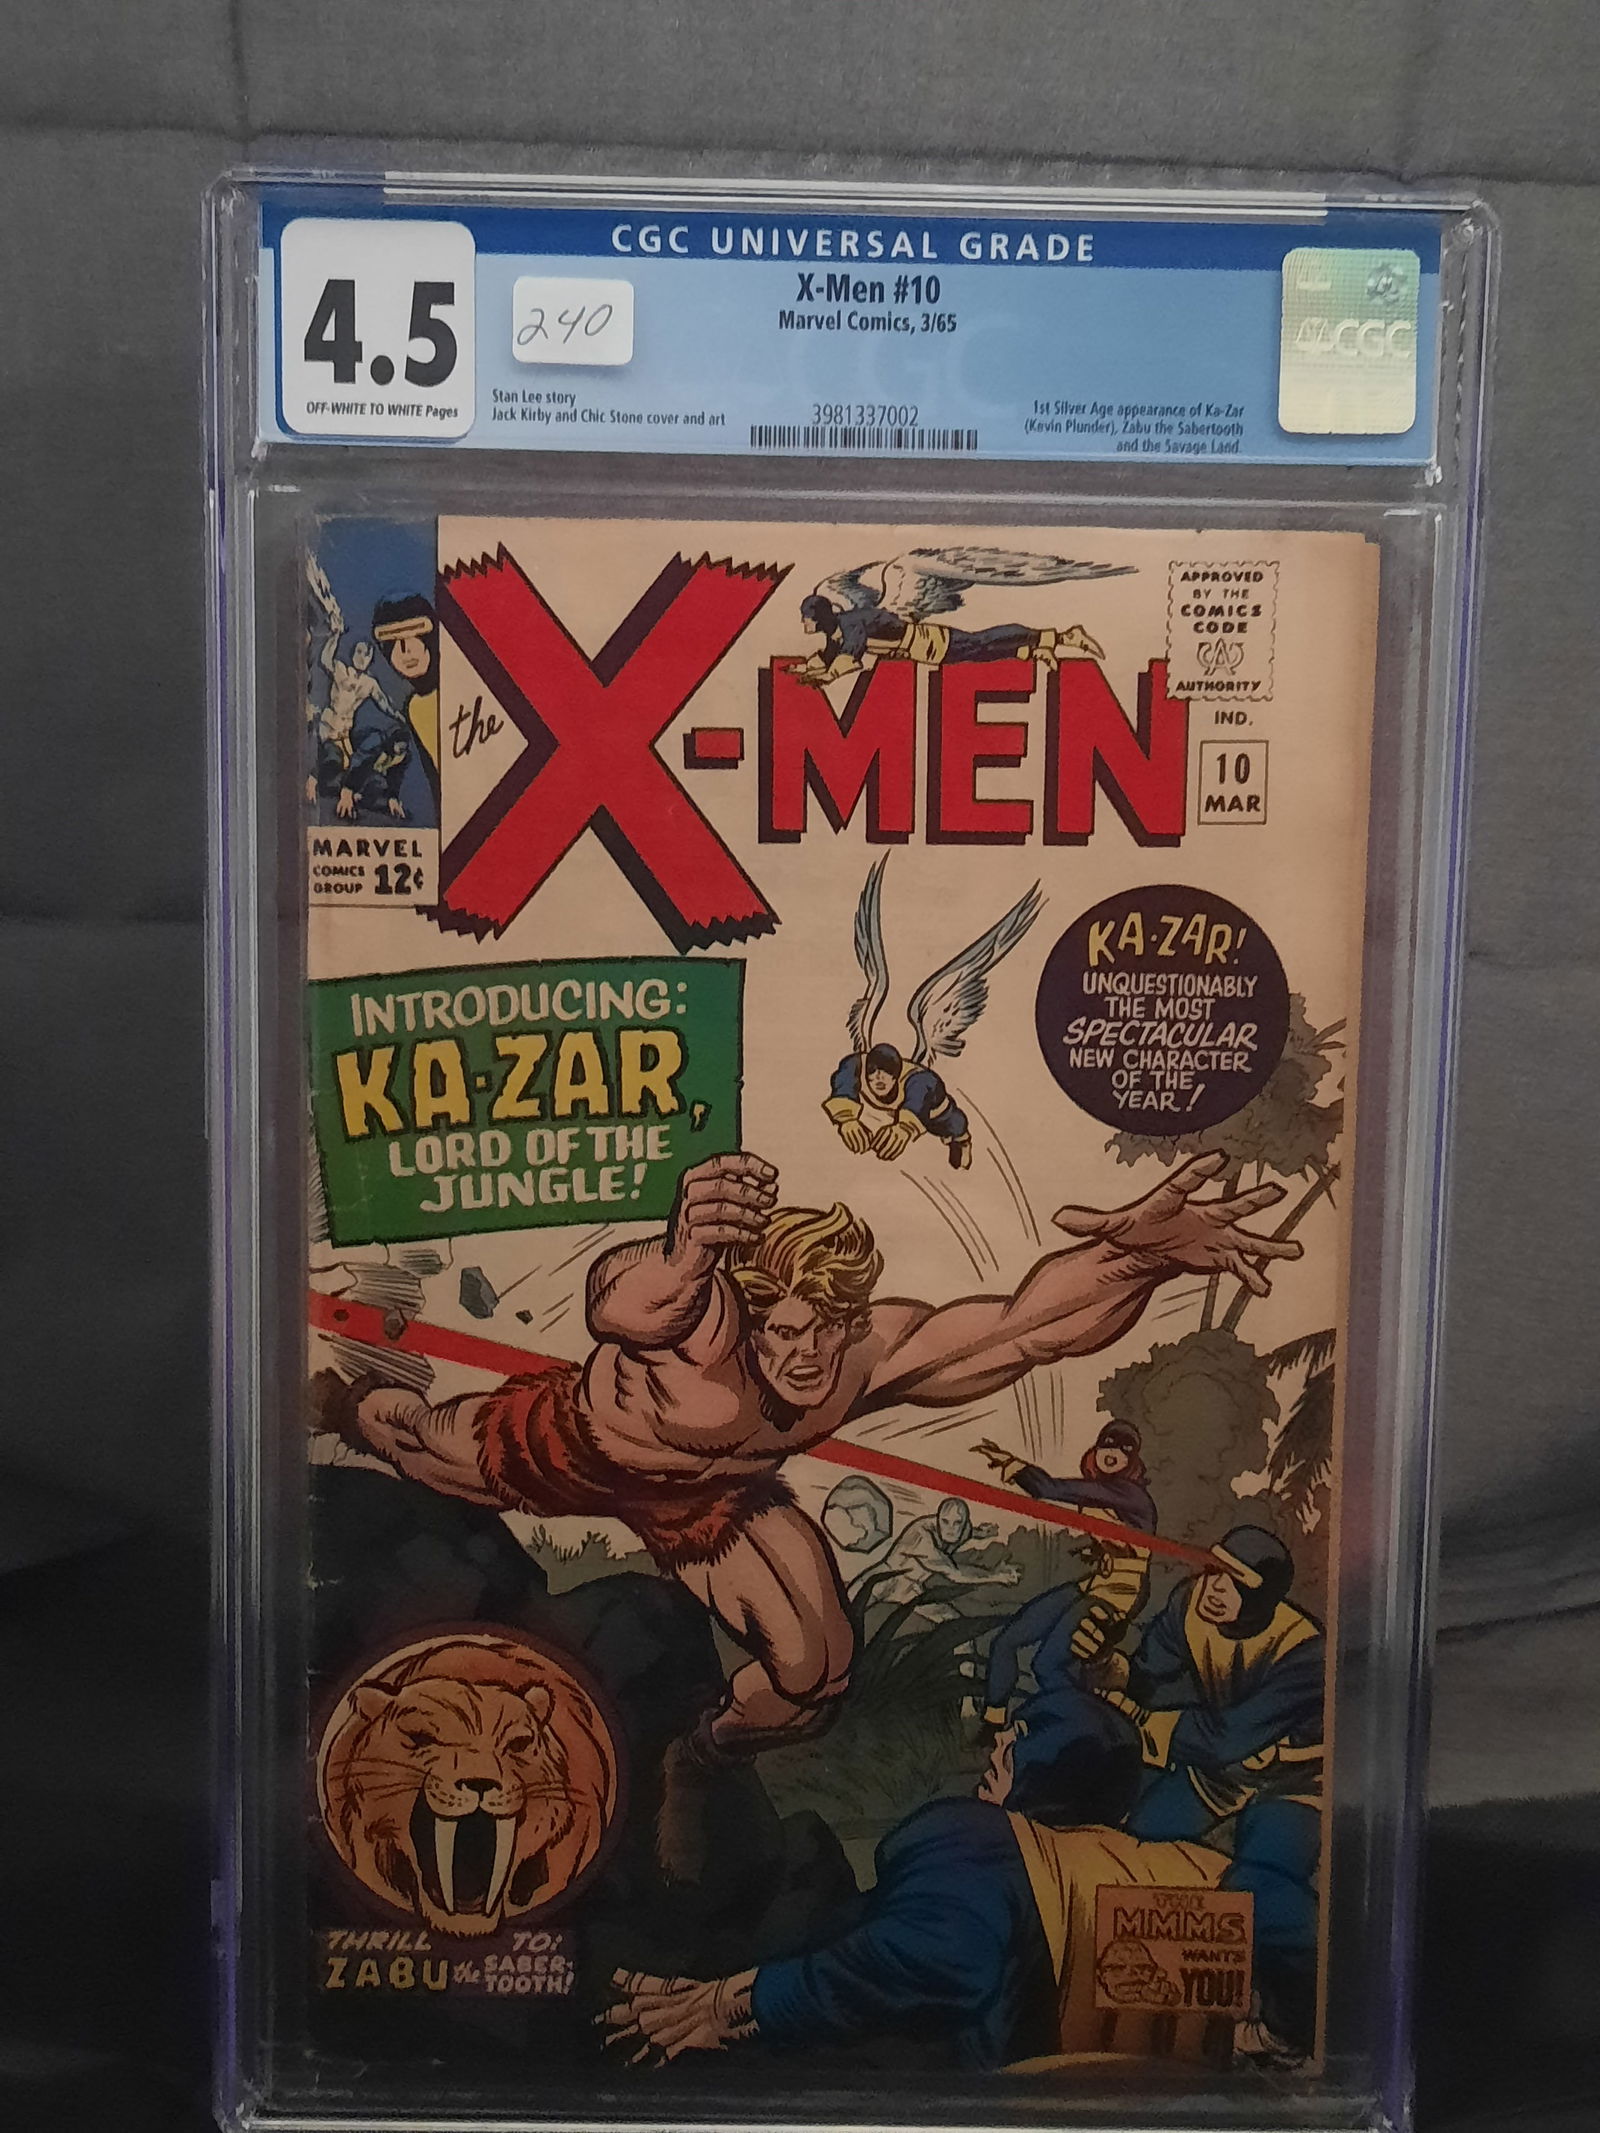 CGC UNIVERSAL GRADE
4.5
OFF-WHITE TO WHITE Pages
240
X-Men #10
Marvel Comics, 3/65
Stan Lee story
Jack Kirby and Chic Stone cover and art
3981337002
1st Silver Age appearance of Ka-Zar
(Kevin Plunder), Zabu the Sabertooth
and the Savage Land.
CGC
the X-MEN
APPROVED
BY THE
COMICS
CODE
CA
AUTHORITY
IND.
10
MAR
MARVEL
COMICS
GROUP 12¢
INTRODUCING:
KA-ZAR,
LORD OF THE
JUNGLE!
KA-ZAR!
UNQUESTIONABLY
THE MOST
SPECTACULAR
NEW CHARACTER
OF THE
YEAR!
THRILL TO:
ZABU the SABER-
TOOTH!
THE
MMMS
WANTS
YOU!